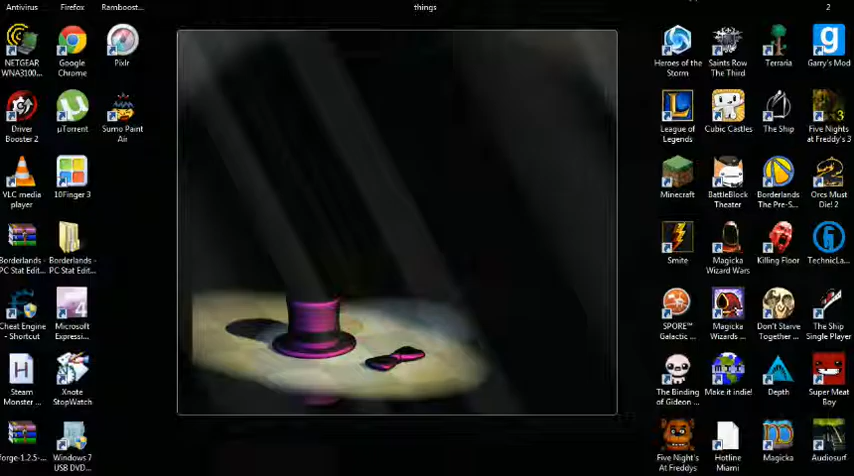 Antivirus
Firefox
Ramboost...
things
2
NETGEAR
WNA3100...
Google
Chrome
Pixlr
Heroes of the
Storm
Saints Row
The Third
Terraria
Garry's Mod
Driver
Booster 2
µTorrent
Sumo Paint
Air
League of
Legends
Cubic Castles
The Ship
Five Nights
at Freddy's 3
VLC media
player
10Finger 3
Minecraft
BattleBlock
Theater
Borderlands
The Pre-S...
Orcs Must
Die! 2
Borderlands -
PC Stat Edit...
Borderlands -
PC Stat Edit...
Smite
Magicka
Wizard Wars
Killing Floor
TechnicLa...
Cheat Engine
- Shortcut
Microsoft
Expressi...
SPORE™
Galactic ...
Magicka
Wizards ...
Don't Starve
Together ...
The Ship
Single Player
Steam
Monster ...
Xnote
StopWatch
The Binding
of Gideon ...
Make it indie!
Depth
Super Meat
Boy
forge-1.2.5-...
Windows 7
USB DVD...
Five Night's
At Freddys
Hotline
Miami
Magicka
Audiosurf